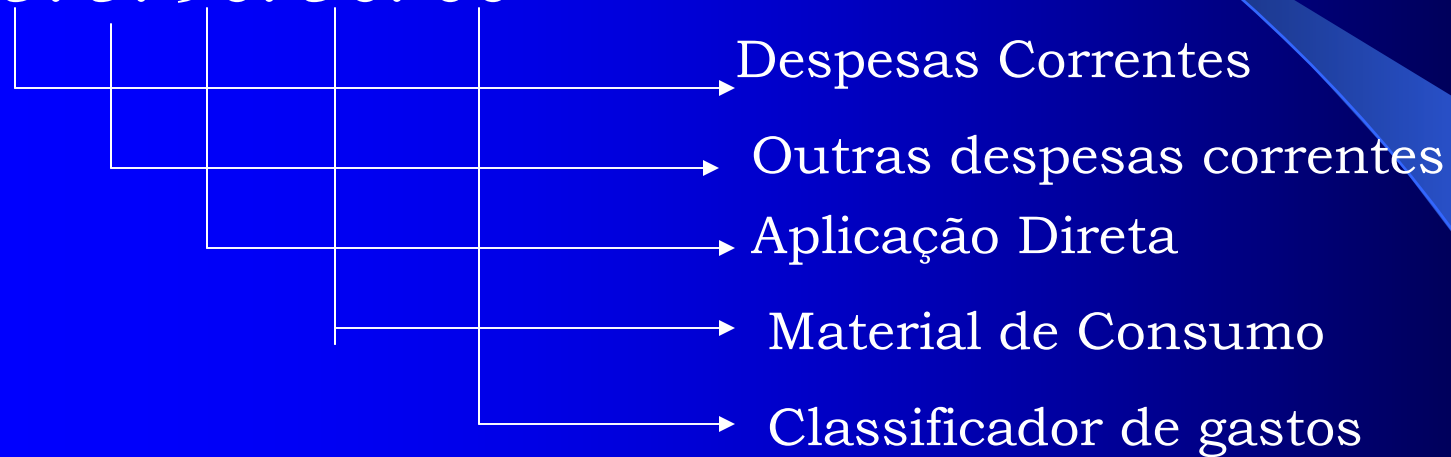 Despesas Correntes
Outras despesas correntes
Aplicação Direta
Material de Consumo
Classificador de gastos